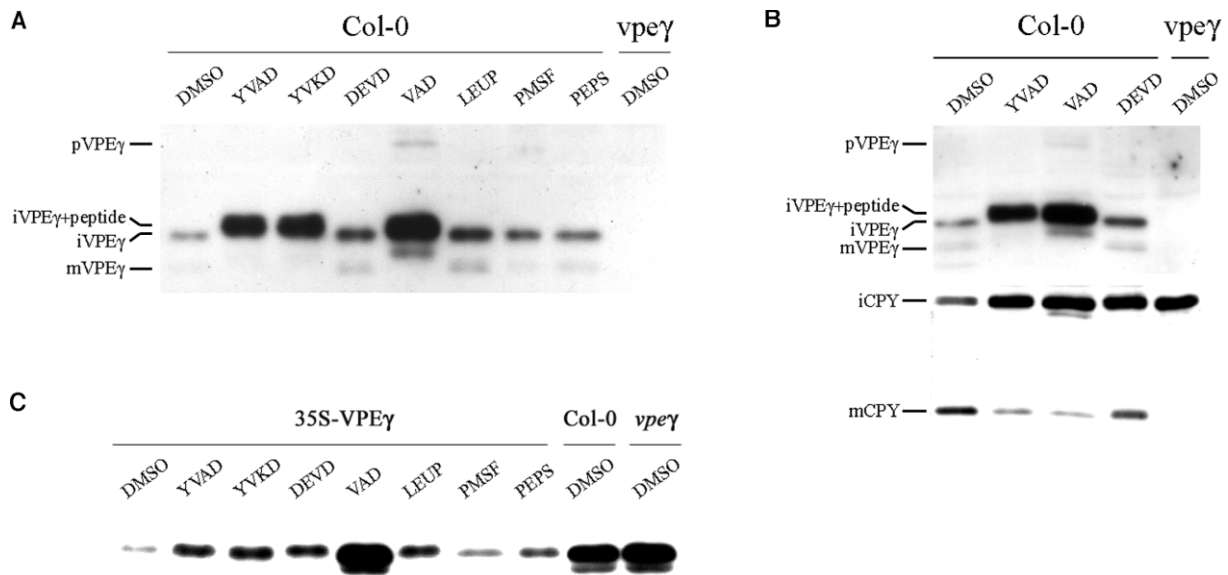 A
Col-0 vpeγ
DMSO YVAD YVKD DEVD VAD LEUP PMSF PEPS DMSO
pVPEγ
iVPEγ+peptide
iVPEγ
mVPEγ
B
Col-0 vpeγ
DMSO YVAD VAD DEVD DMSO
pVPEγ
iVPEγ+peptide
iVPEγ
mVPEγ
iCPY
mCPY
C
35S-VPEγ Col-0 vpeγ
DMSO YVAD YVKD DEVD VAD LEUP PMSF PEPS DMSO DMSO